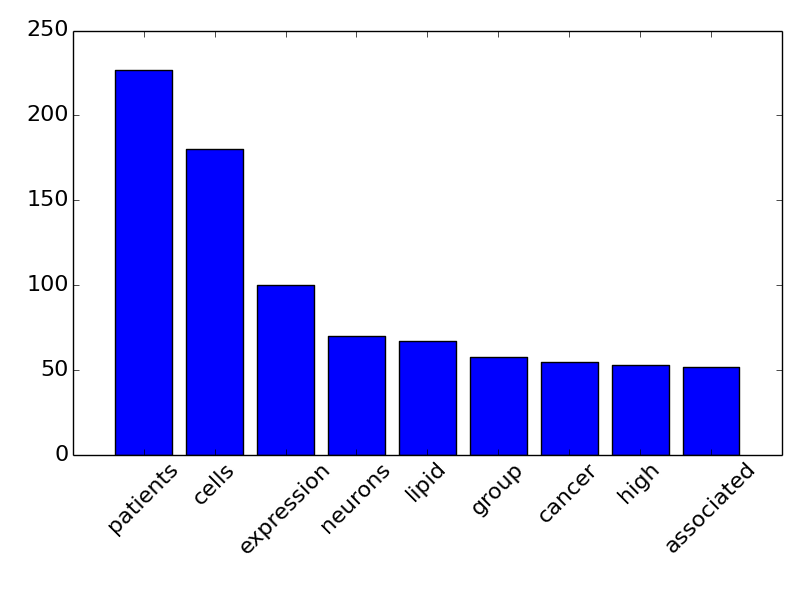 250
200
150
100
50
0
patients
cells
expression
neurons
lipid
group
cancer
high
associated